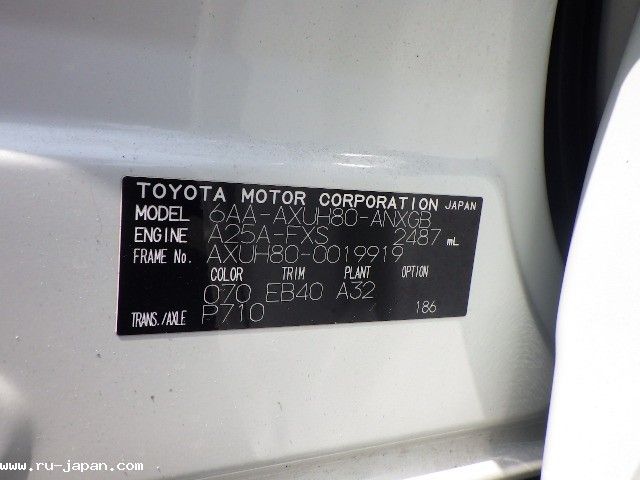 TOYOTA MOTOR CORPORATION JAPAN
MODEL 6AA-AXUH80-ANXGB
ENGINE A25A-FXS 2487 mL
FRAME No. AXUH80-0019919
COLOR TRIM PLANT OPTION
070 EB40 A32
TRANS./AXLE P710 186
www.ru-japan.com